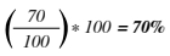 (70/100) * 100 = 70%